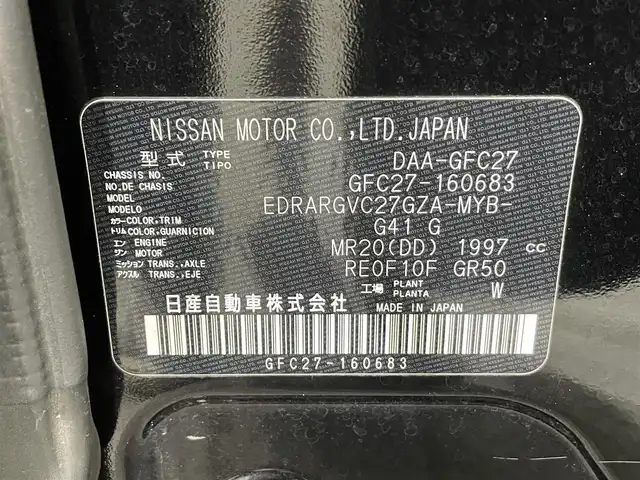 NISSAN MOTOR CO.,LTD.JAPAN
型式 TYPE TIPO DAA-GFC27
CHASSIS NO. NO.DE CHASIS GFC27-160683
MODEL MODELO EDRARGVC27GZA-MYB-
カラー COLOR,TRIM トリム COLOR,GUARNICION G41 G
エン ENGINE ジン MOTOR MR20(DD) 1997 cc
ミッション TRANS.,AXLE アクスル TRANS.,EJE RE0F10F GR50
工場 PLANT PLANTA W
日産自動車株式会社 MADE IN JAPAN
GFC27-160683